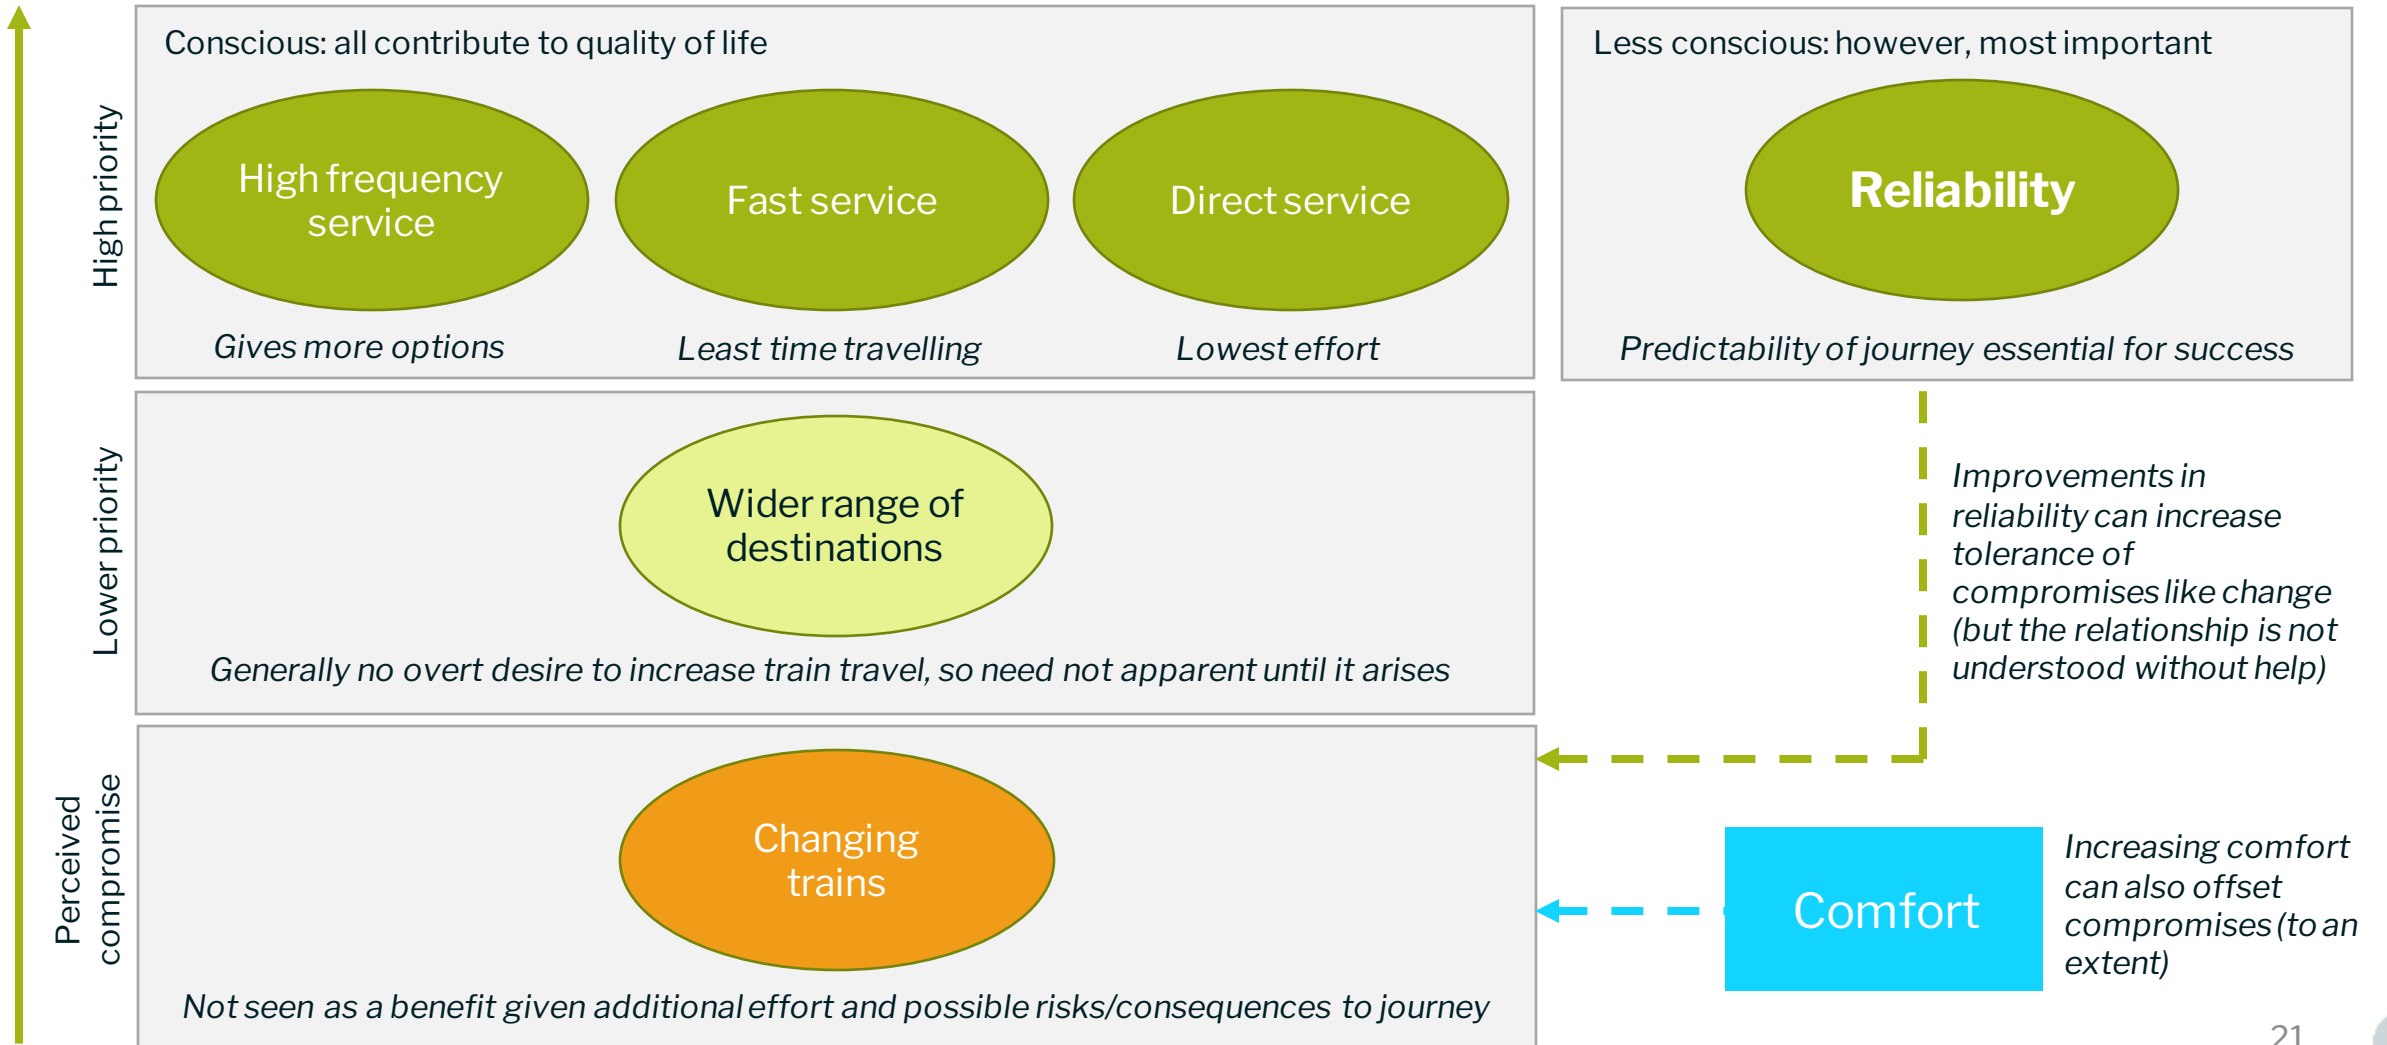 High priority
Conscious: all contribute to quality of life
High frequency
service
Fast service
Direct service
Gives more options
Least time travelling
Lowest effort
Less conscious: however, most important
Reliability
Predictability of journey essential for success
Lower priority
Wider range of
destinations
Generally no overt desire to increase train travel, so need not apparent until it arises
Improvements in
reliability can increase
tolerance of
compromises like change
(but the relationship is not
understood without help)
Perceived
compromise
Changing
trains
Not seen as a benefit given additional effort and possible risks/consequences to journey
Comfort
Increasing comfort
can also offset
compromises (to an
extent)
21